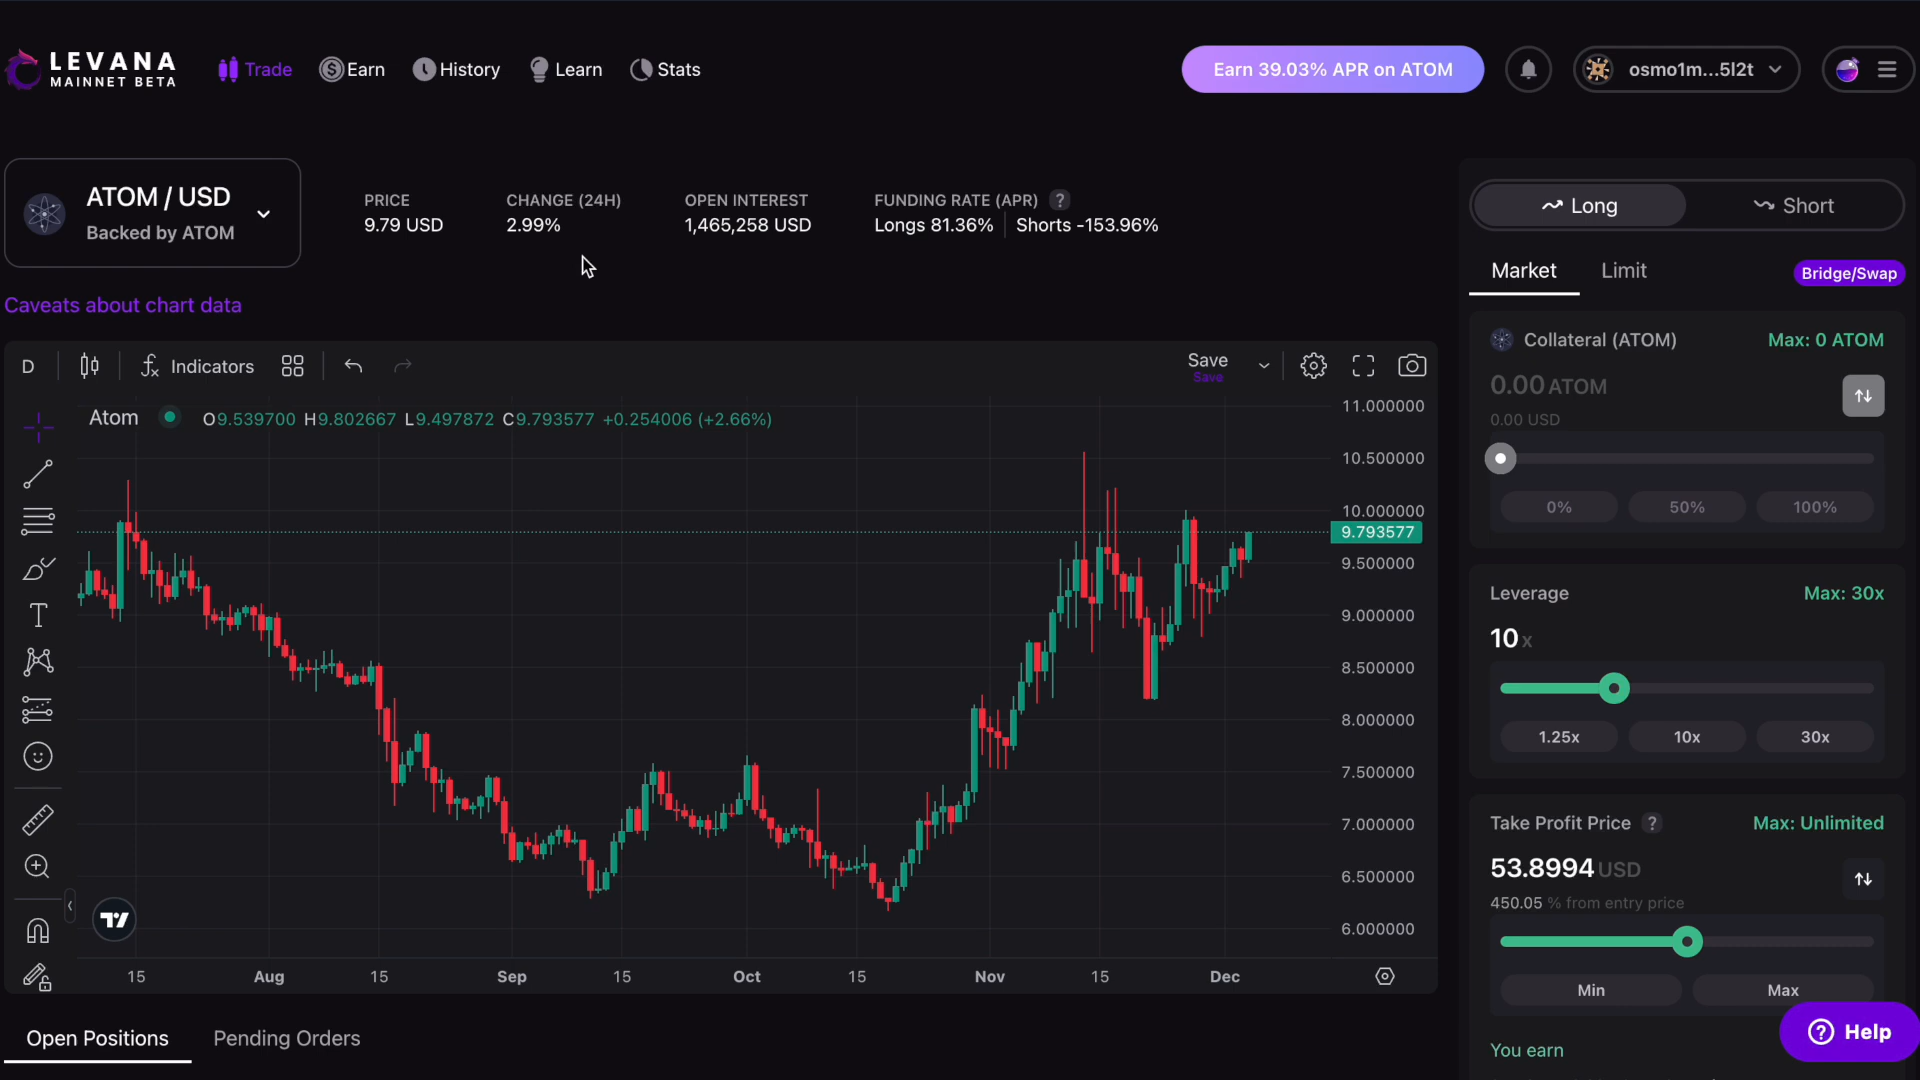 LEVANA
MAINNET BETA
Trade
Earn
History
Learn
Stats
Earn 39.03% APR on ATOM
osmo1m...5l2t
ATOM / USD
Backed by ATOM
PRICE
9.79 USD
CHANGE (24H)
2.99%
OPEN INTEREST
1,465,258 USD
FUNDING RATE (APR) ?
Longs 81.36% Shorts -153.96%
Caveats about chart data
D
Indicators
Save
Save
Atom O9.539700 H9.802667 L9.497872 C9.793577 +0.254006 (+2.66%)
11.000000
10.500000
10.000000
9.793577
9.500000
9.000000
8.500000
8.000000
7.500000
7.000000
6.500000
6.000000
15 Aug 15 Sep 15 Oct 15 Nov 15 Dec
Open Positions
Pending Orders
Long
Short
Market
Limit
Bridge/Swap
Collateral (ATOM)
Max: 0 ATOM
0.00 ATOM
0.00 USD
0% 50% 100%
Leverage
Max: 30x
10x
1.25x 10x 30x
Take Profit Price ?
Max: Unlimited
53.8994 USD
450.05 % from entry price
Min Max
You earn
? Help